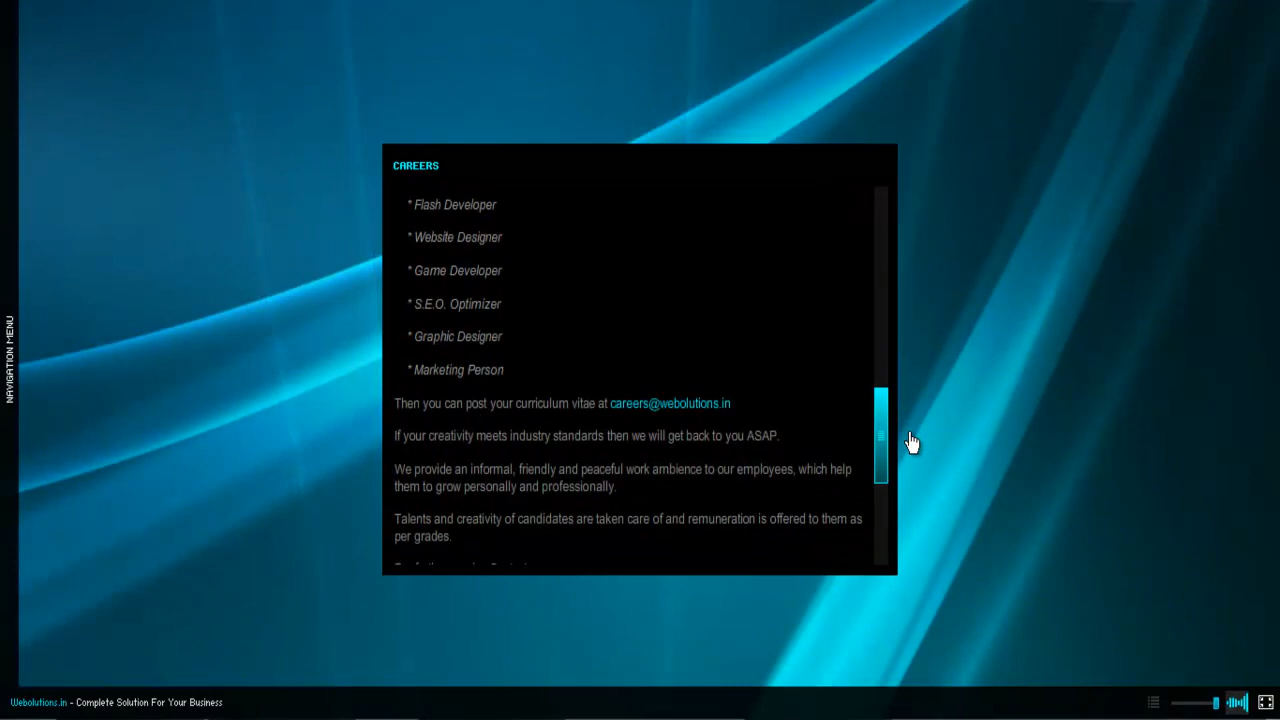 CAREERS
* Flash Developer
* Website Designer
* Game Developer
* S.E.O. Optimizer
* Graphic Designer
* Marketing Person
Then you can post your curriculum vitae at careers@webolutions.in
If your creativity meets industry standards then we will get back to you ASAP.
We provide an informal, friendly and peaceful work ambience to our employees, which help
them to grow personally and professionally.
Talents and creativity of candidates are taken care of and remuneration is offered to them as
per grades.
NAVIGATION MENU
Webolutions.in - Complete Solution For Your Business